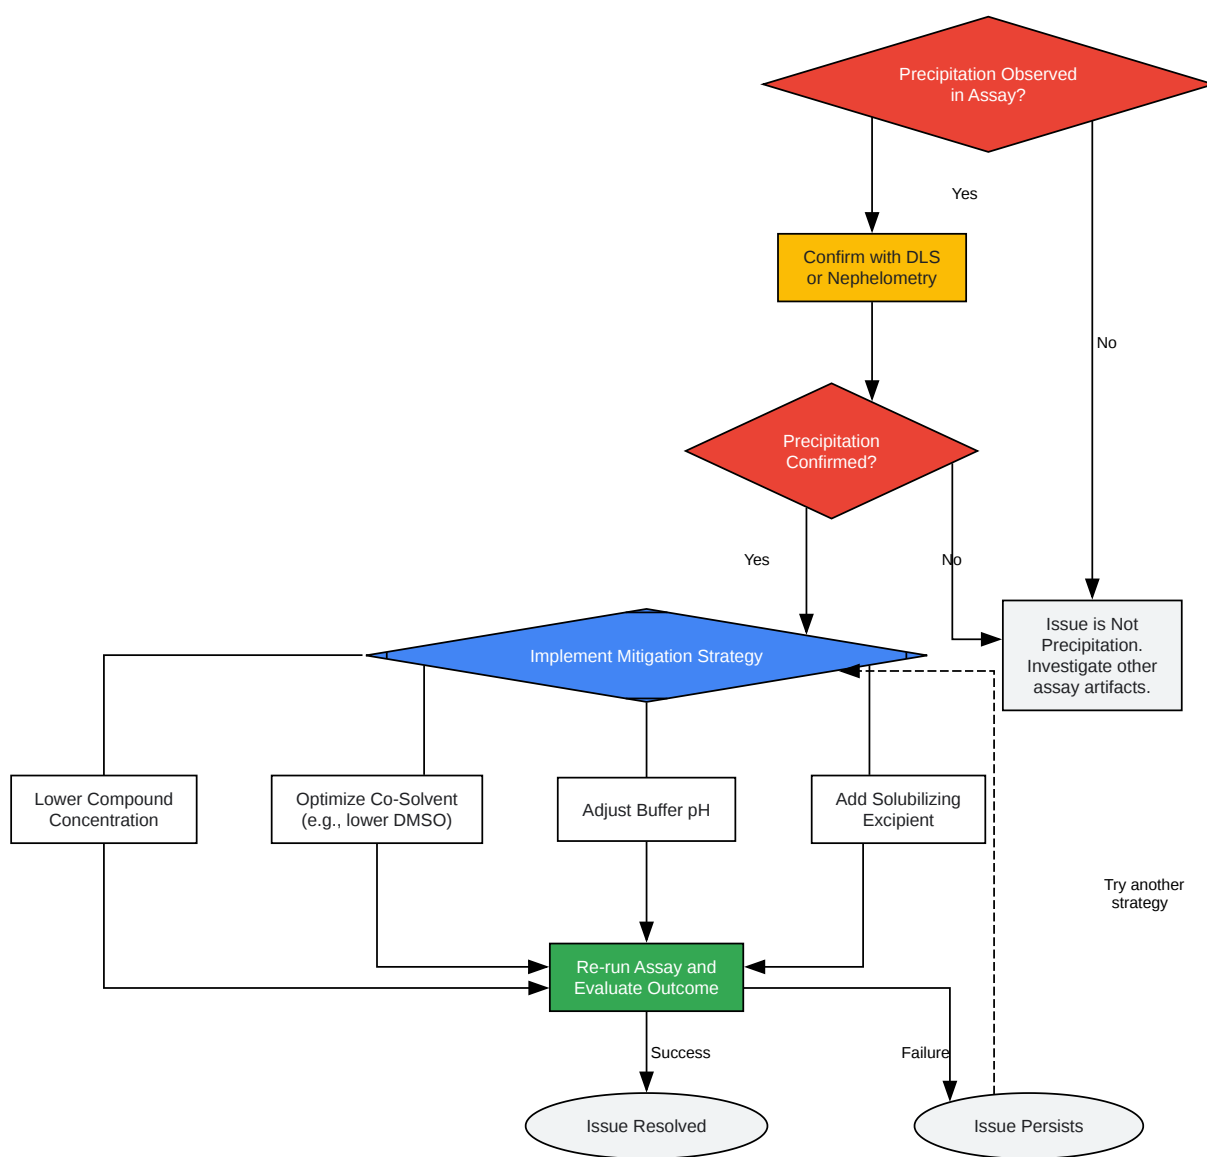 Precipitation Observed
in Assay?
Yes
Confirm with DLS
or Nephelometry
No
Precipitation
Confirmed?
Yes
No
Issue is Not
Precipitation.
Investigate other
assay artifacts.
Implement Mitigation Strategy
Lower Compound
Concentration
Optimize Co-Solvent
(e.g., lower DMSO)
Adjust Buffer pH
Add Solubilizing
Excipient
Try another
strategy
Re-run Assay and
Evaluate Outcome
Success
Failure
Issue Resolved
Issue Persists